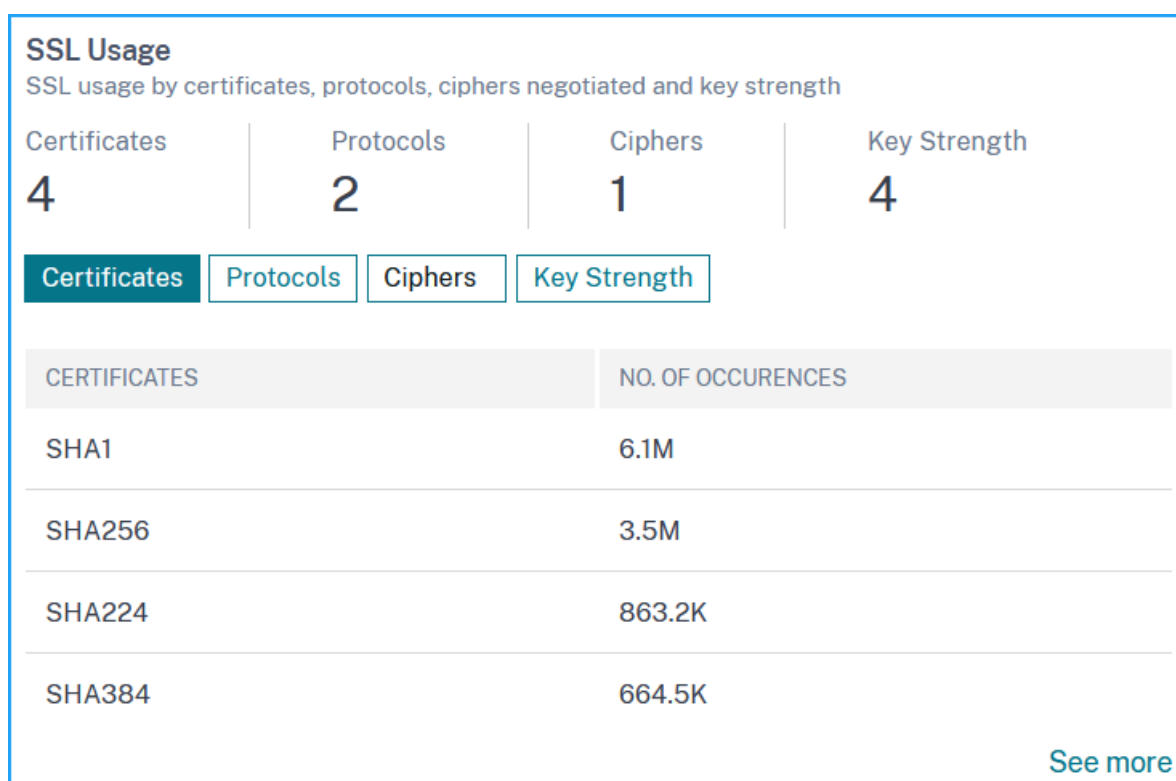 SSL Usage
SSL usage by certificates, protocols, ciphers negotiated and key strength
Certificates Protocols Ciphers Key Strength
4 2 1 4
Certificates Protocols Ciphers Key Strength
CERTIFICATES NO. OF OCCURENCES
SHA1 6.1M
SHA256 3.5M
SHA224 863.2K
SHA384 664.5K
See more